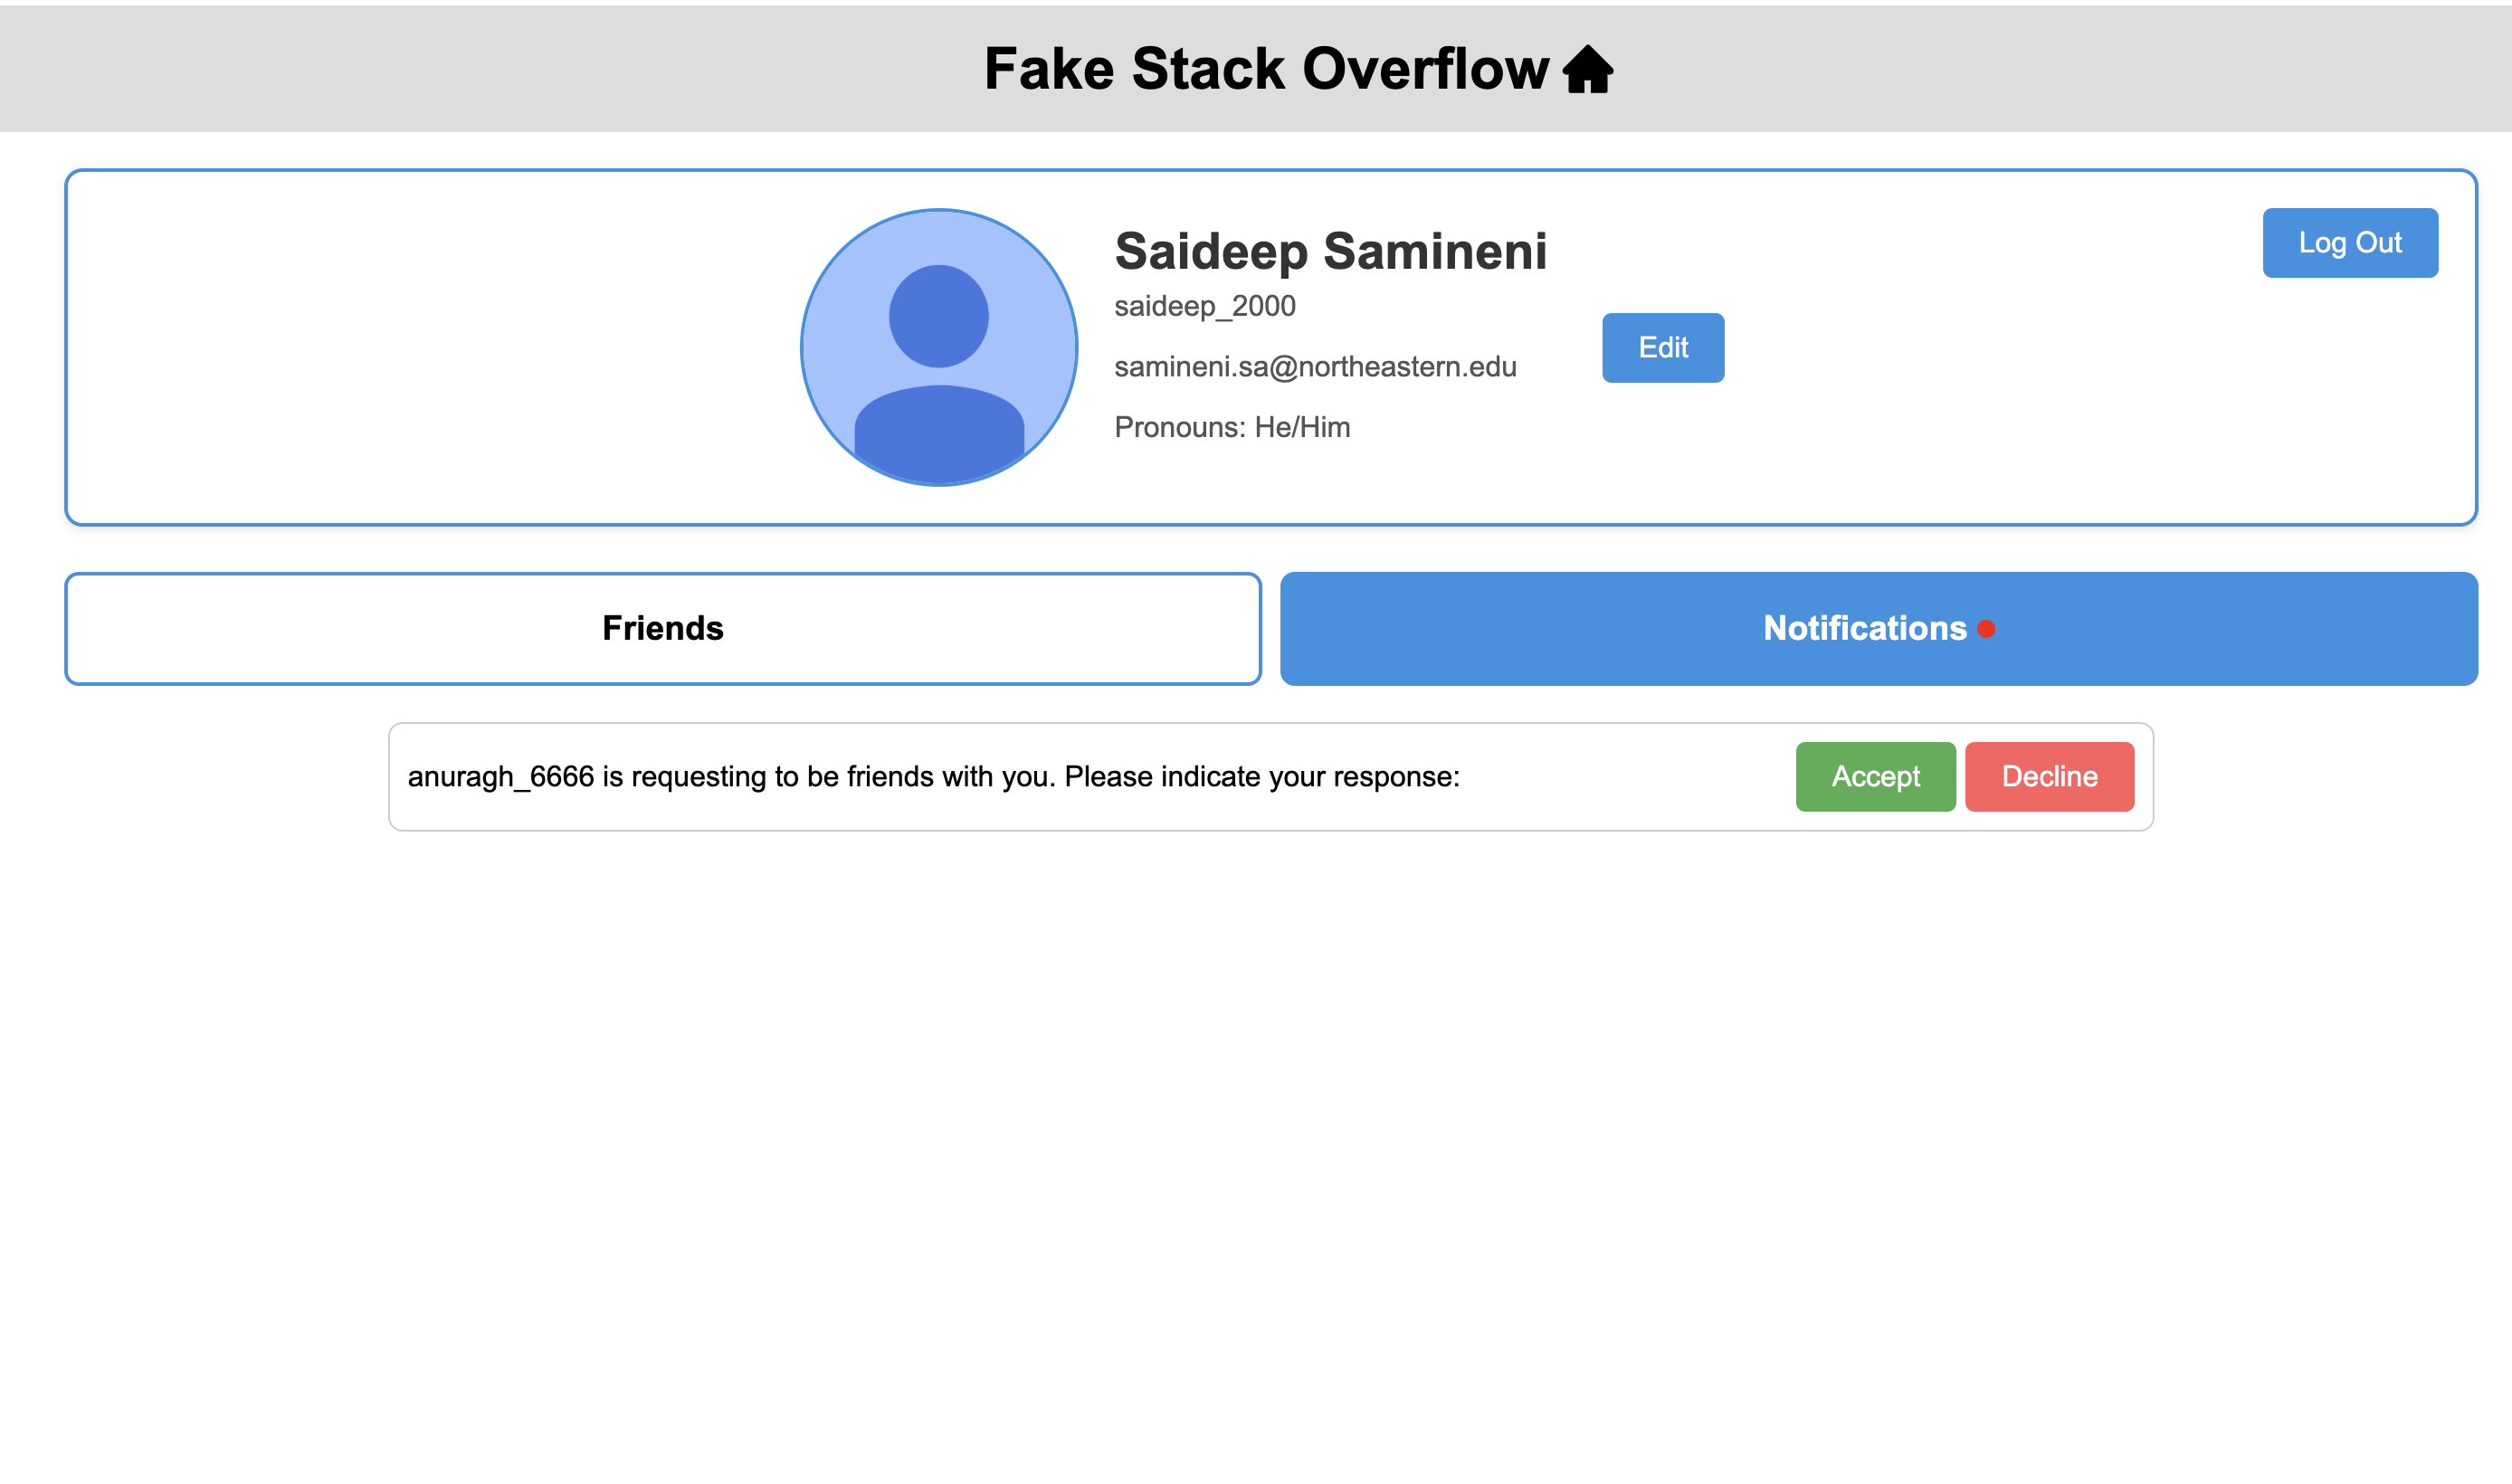 Fake Stack Overflow
Saideep Samineni
Log Out
saideep_2000
Edit
samineni.sa@northeastern.edu
Pronouns: He/Him
Friends
Notifications
anuragh_6666 is requesting to be friends with you. Please indicate your response:
Accept
Decline